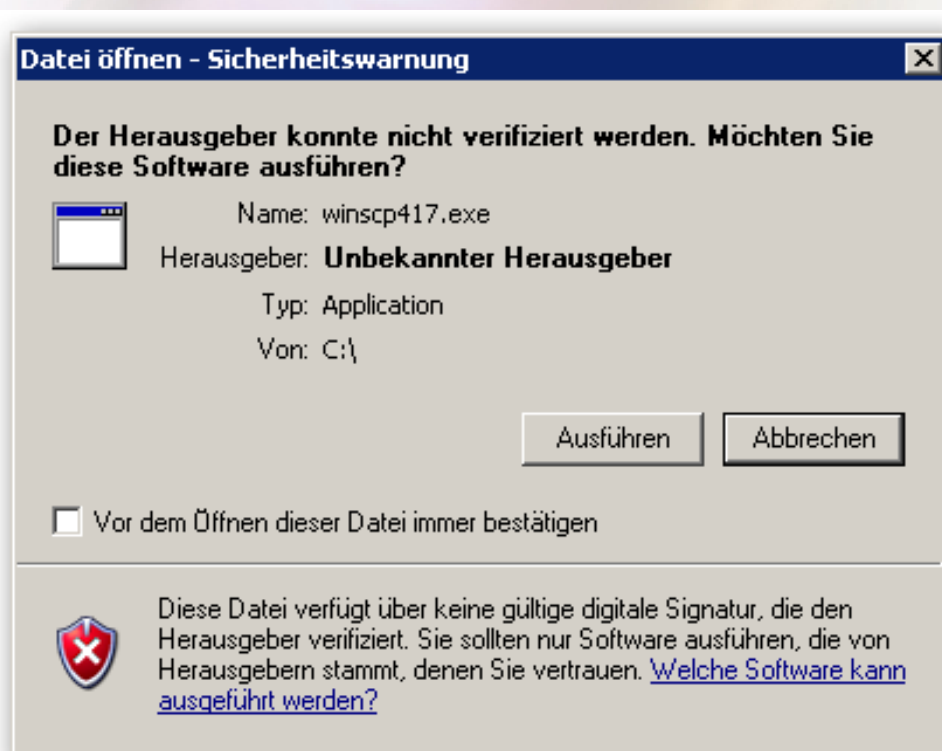 Datei öffnen - Sicherheitswarnung
Der Herausgeber konnte nicht verifiziert werden. Möchten Sie
diese Software ausführen?
Name: winscp417.exe
Herausgeber: Unbekannter Herausgeber
Typ: Application
Von: C:\
Ausführen Abbrechen
Vor dem Öffnen dieser Datei immer bestätigen
Diese Datei verfügt über keine gültige digitale Signatur, die den
Herausgeber verifiziert. Sie sollten nur Software ausführen, die von
Herausgebern stammt, denen Sie vertrauen. Welche Software kann
ausgeführt werden?